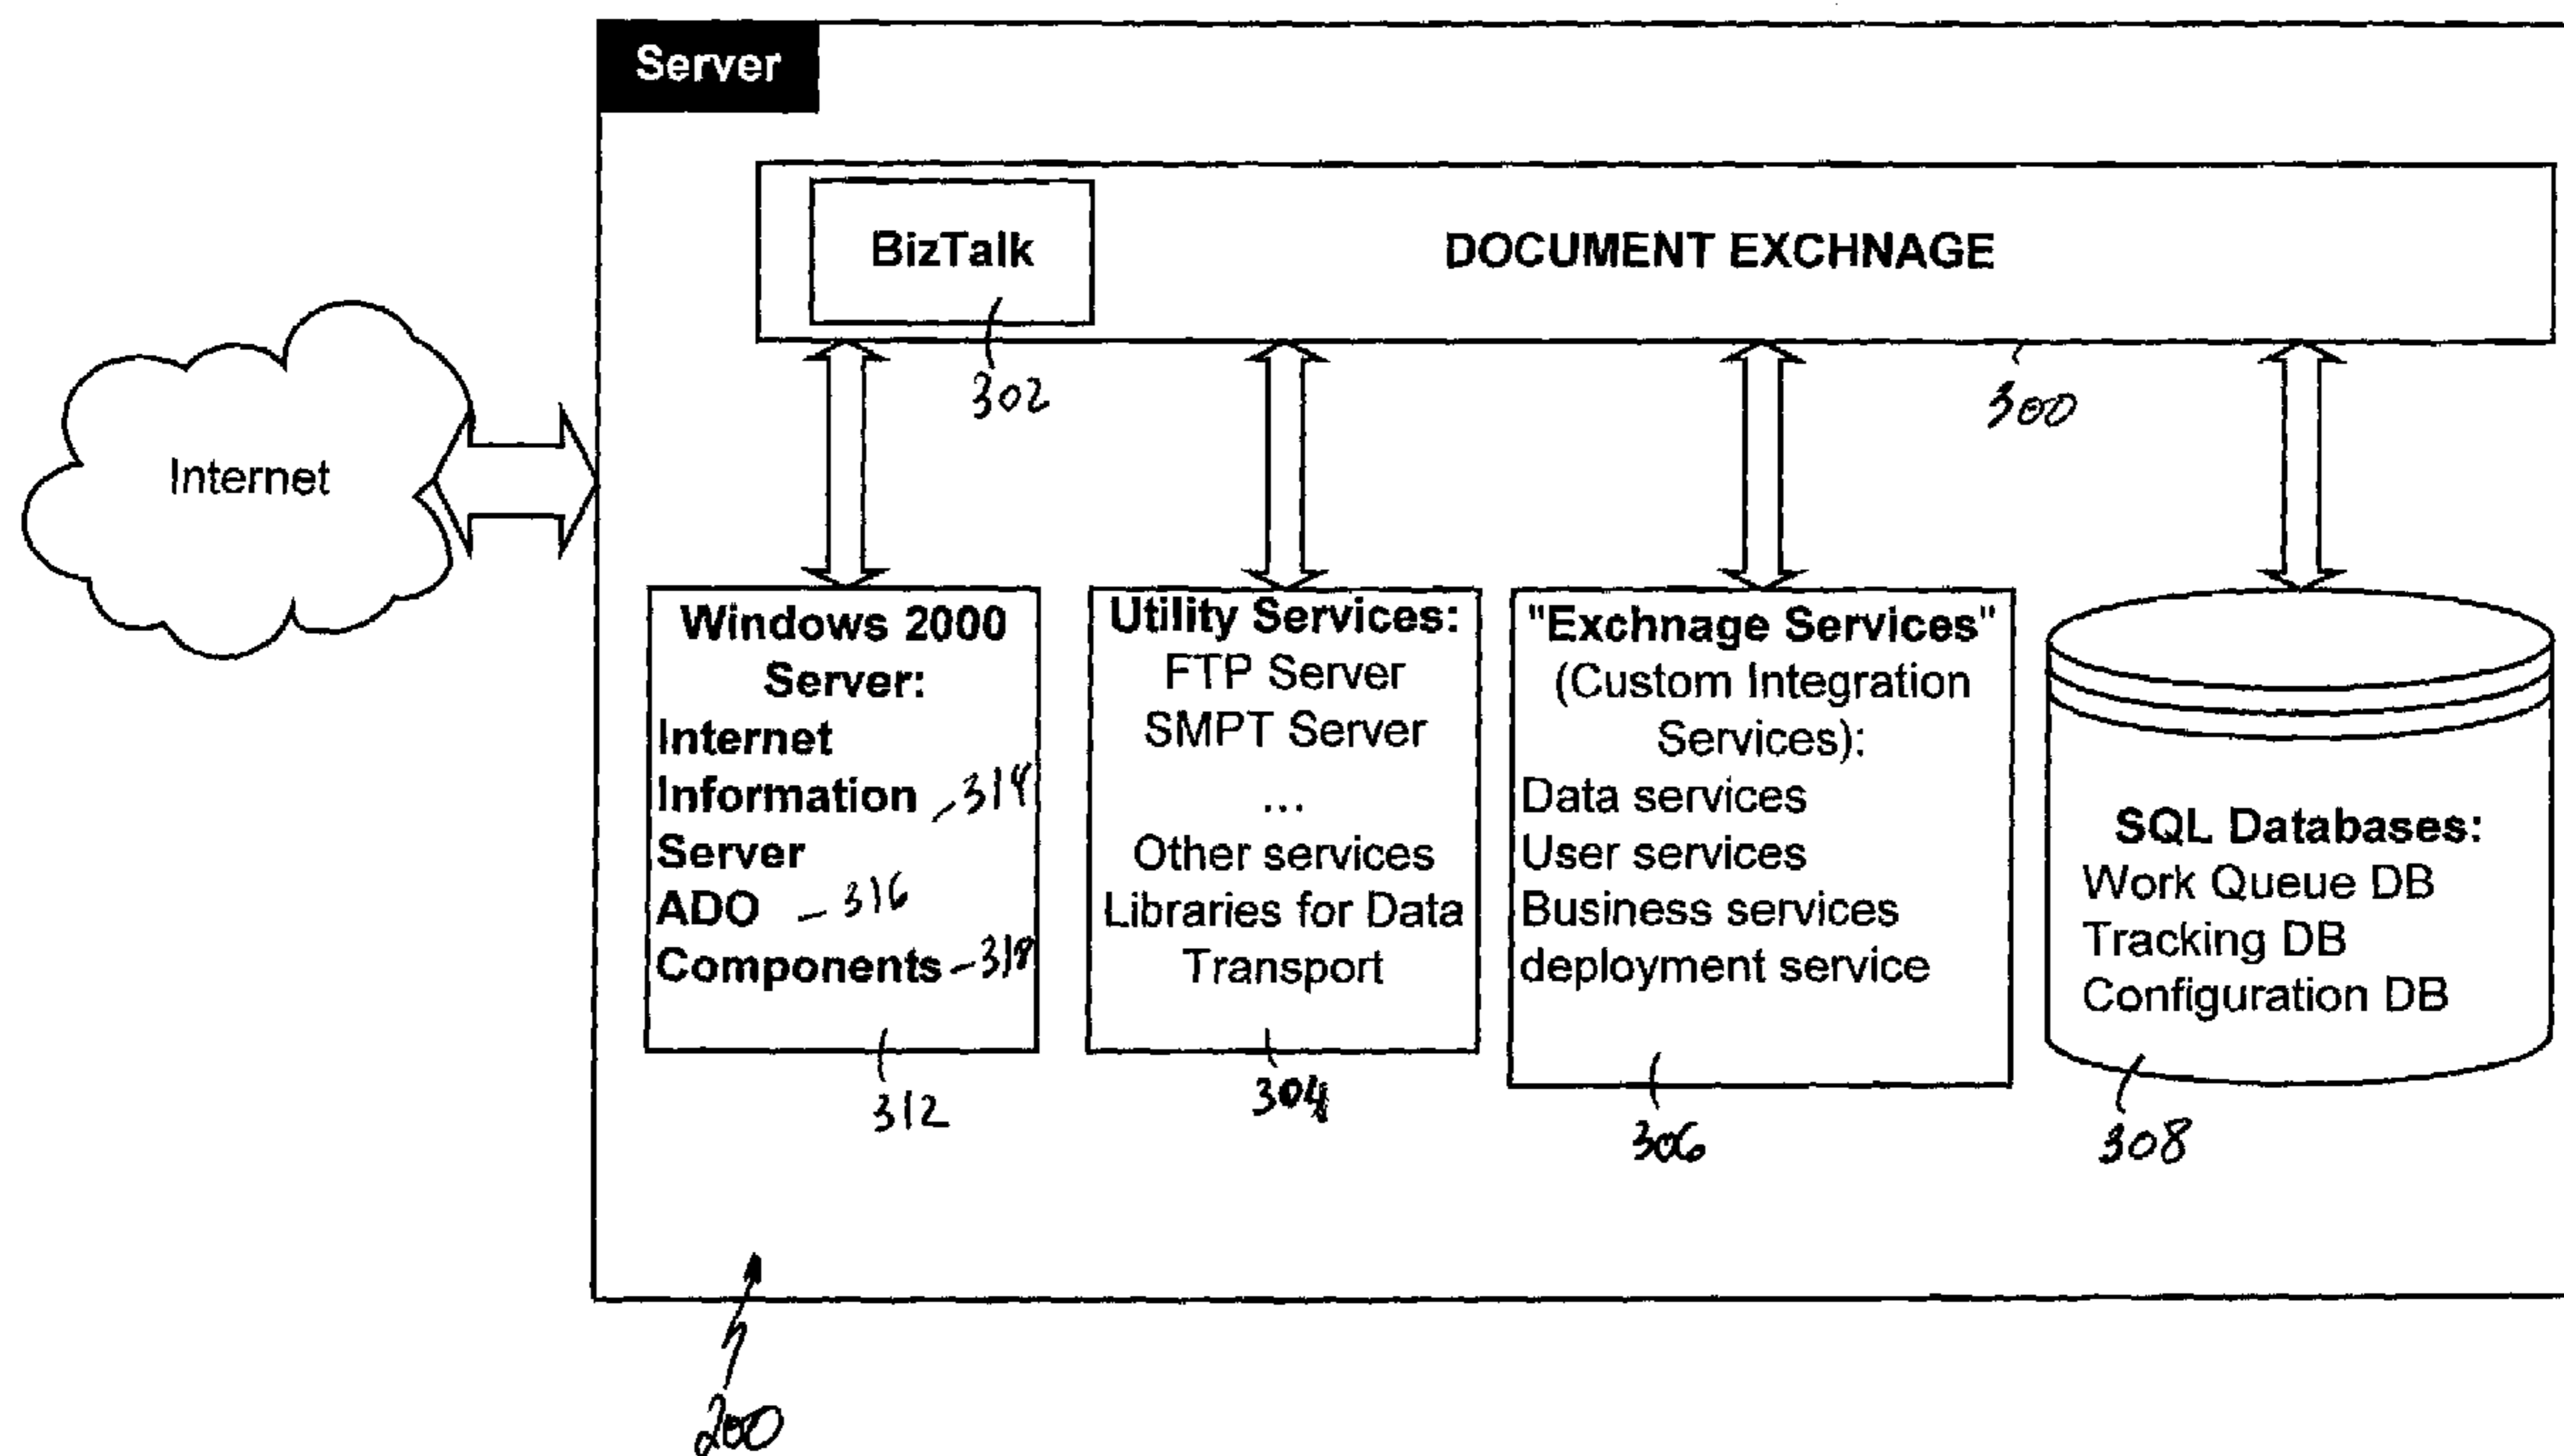 Server
BizTalk
DOCUMENT EXCHNAGE
302
300
Internet
Windows 2000
Server:
Internet
Information - 314
Server
ADO - 316
Components - 318
312
Utility Services:
FTP Server
SMPT Server
...
Other services
Libraries for Data
Transport
304
"Exchnage Services"
(Custom Integration
Services):
Data services
User services
Business services
deployment service
306
SQL Databases:
Work Queue DB
Tracking DB
Configuration DB
308
200